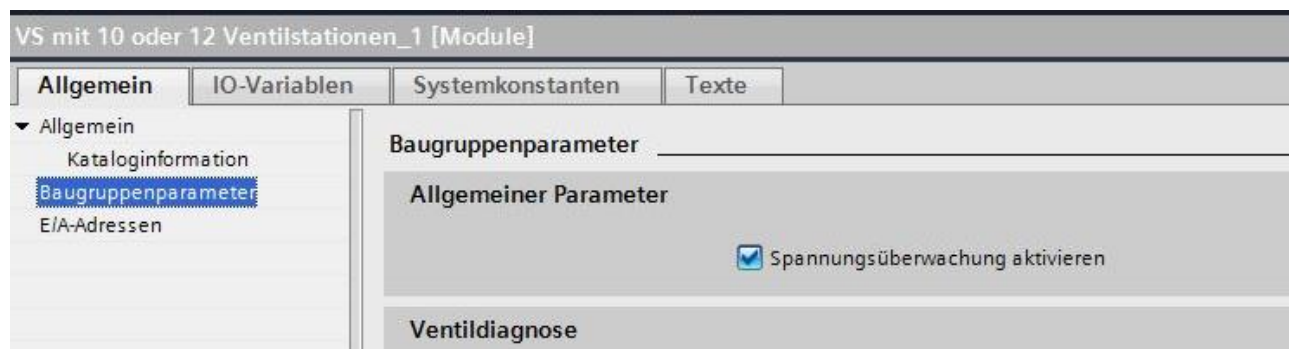 VS mit 10 oder 12 Ventilstationen_1 [Module]
Allgemein IO-Variablen Systemkonstanten Texte
Allgemein
Kataloginformation
Baugruppenparameter
E/A-Adressen
Baugruppenparameter
Allgemeiner Parameter
Spannungsüberwachung aktivieren
Ventildiagnose